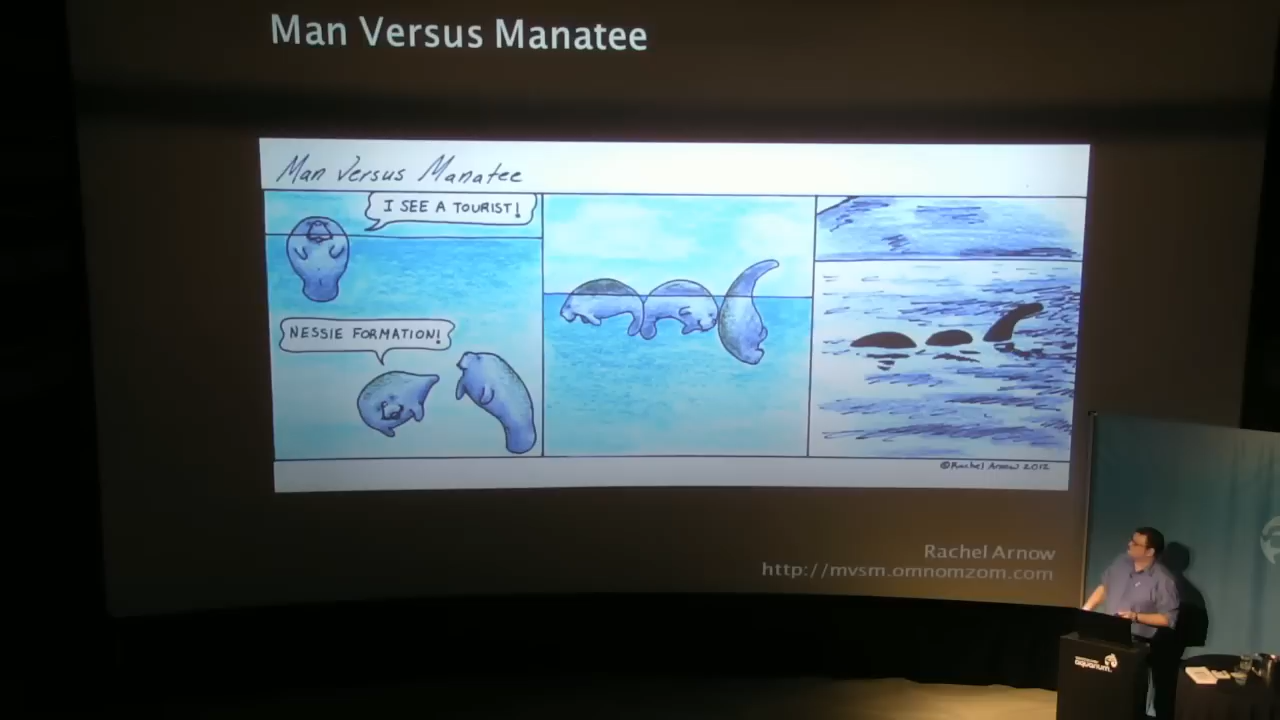 Man Versus Manatee
Man Versus Manatee
I SEE A TOURIST!
NESSIE FORMATION!
©Rachel Arnow 2012
Rachel Arnow
http://mvsm.omnomzom.com
aquarium